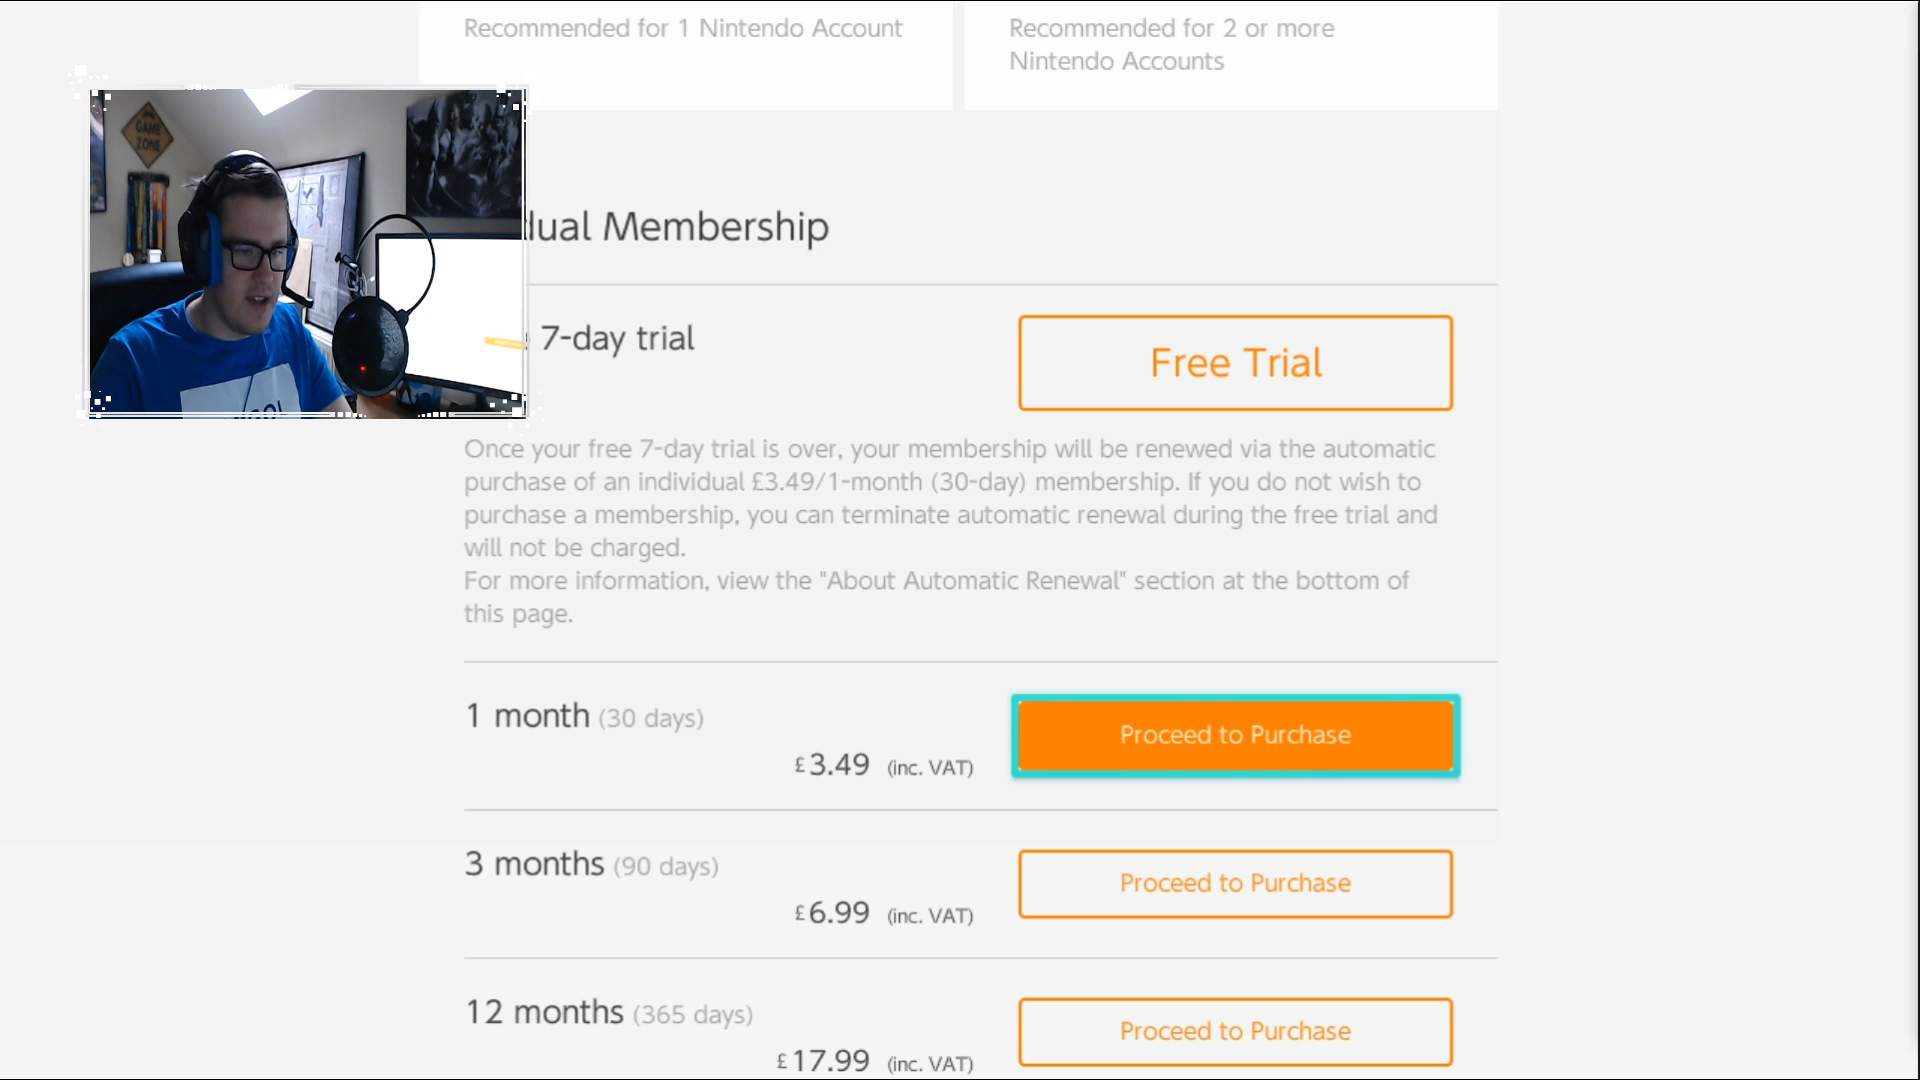 Recommended for 1 Nintendo Account
Recommended for 2 or more
Nintendo Accounts
GAME
ZONE
dual Membership
7-day trial
Free Trial
Once your free 7-day trial is over, your membership will be renewed via the automatic
purchase of an individual £3.49/1-month (30-day) membership. If you do not wish to
purchase a membership, you can terminate automatic renewal during the free trial and
will not be charged.
For more information, view the "About Automatic Renewal" section at the bottom of
this page.
1 month (30 days)
£3.49 (inc. VAT)
Proceed to Purchase
3 months (90 days)
£6.99 (inc. VAT)
Proceed to Purchase
12 months (365 days)
£17.99 (inc. VAT)
Proceed to Purchase